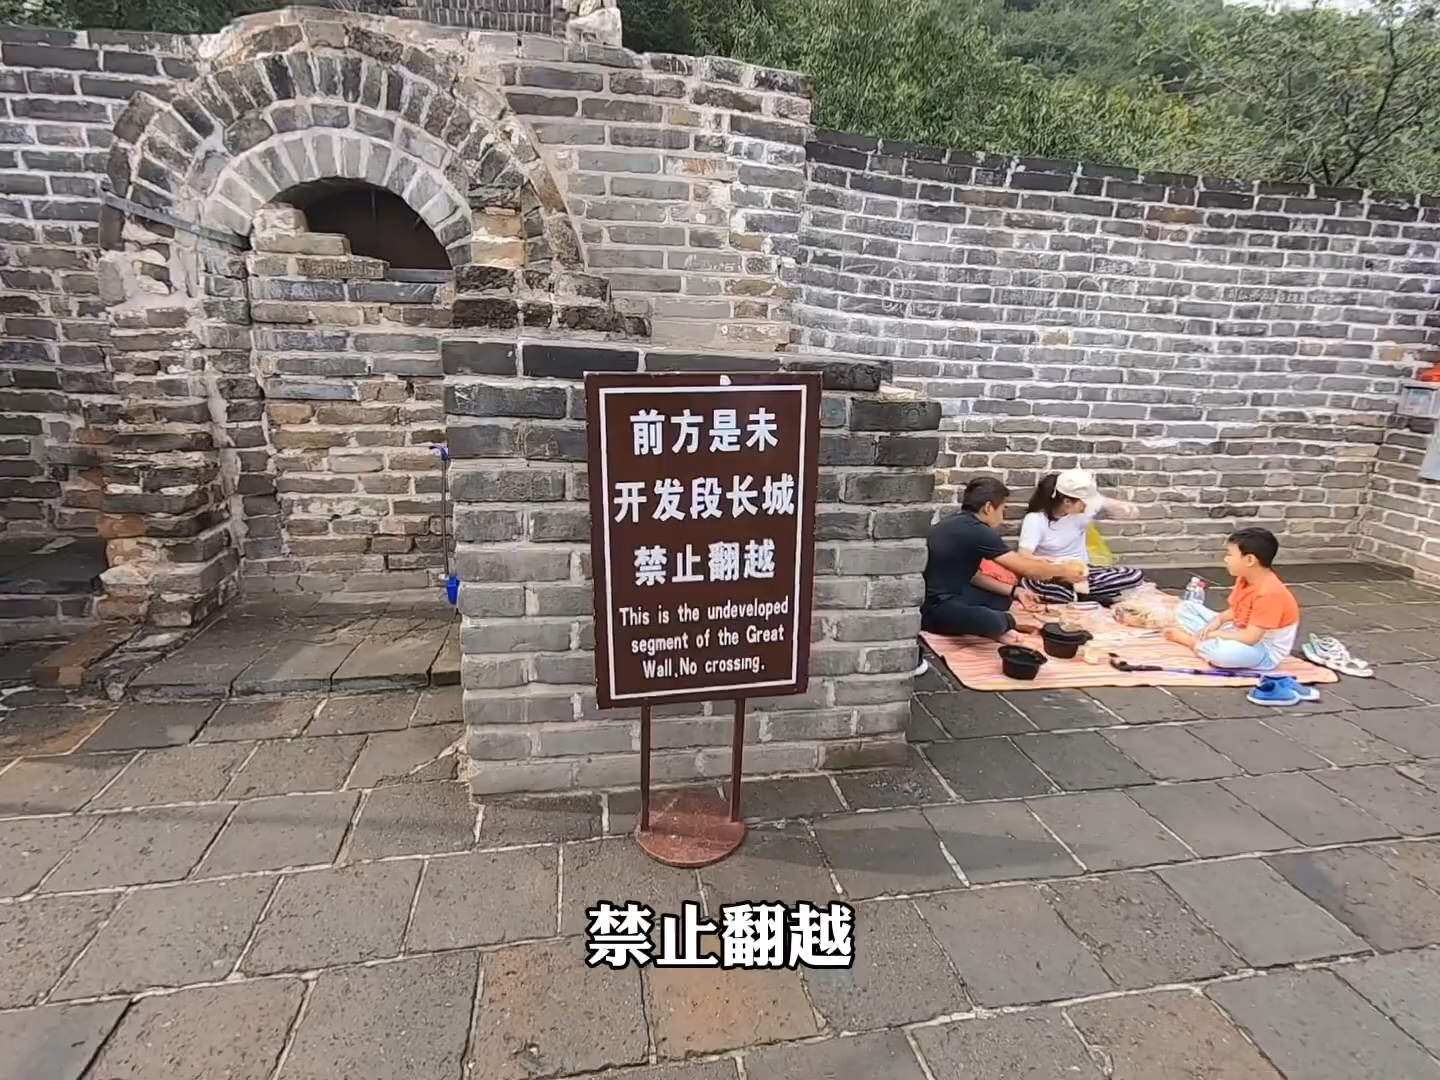 前方是未
开发段长城
禁止翻越
This is the undeveloped
segment of the Great
Wall,No crossing.
禁止翻越